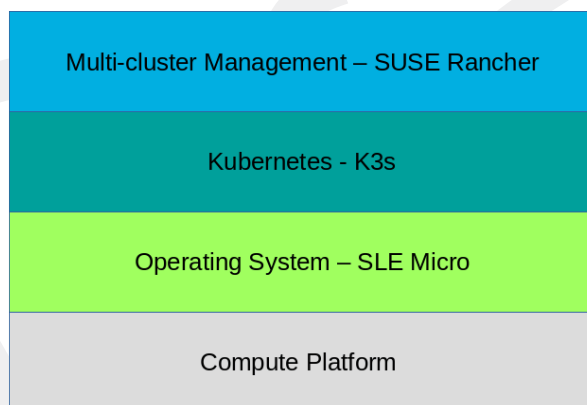 Multi-cluster Management – SUSE Rancher
Kubernetes - K3s
Operating System – SLE Micro
Compute Platform